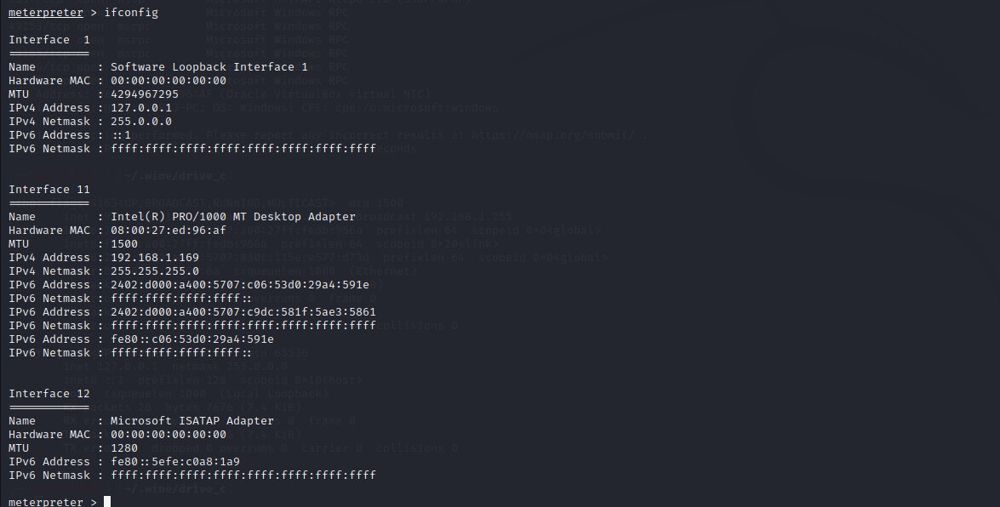 meterpreter > ifconfig
Interface  1
============
Name         : Software Loopback Interface 1
Hardware MAC : 00:00:00:00:00:00
MTU          : 4294967295
IPv4 Address : 127.0.0.1
IPv4 Netmask : 255.0.0.0
IPv6 Address : ::1
IPv6 Netmask : ffff:ffff:ffff:ffff:ffff:ffff:ffff:ffff
Interface 11
============
Name         : Intel(R) PRO/1000 MT Desktop Adapter
Hardware MAC : 08:00:27:ed:96:af
MTU          : 1500
IPv4 Address : 192.168.1.169
IPv4 Netmask : 255.255.255.0
IPv6 Address : 2402:d000:a400:5707:c06:53d0:29a4:591e
IPv6 Netmask : ffff:ffff:ffff:ffff::
IPv6 Address : 2402:d000:a400:5707:c9dc:581f:5ae3:5861
IPv6 Netmask : ffff:ffff:ffff:ffff:ffff:ffff:ffff:ffff
IPv6 Address : fe80::c06:53d0:29a4:591e
IPv6 Netmask : ffff:ffff:ffff:ffff::
Interface 12
============
Name         : Microsoft ISATAP Adapter
Hardware MAC : 00:00:00:00:00:00
MTU          : 1280
IPv6 Address : fe80::5efe:c0a8:1a9
IPv6 Netmask : ffff:ffff:ffff:ffff:ffff:ffff:ffff:ffff
meterpreter >